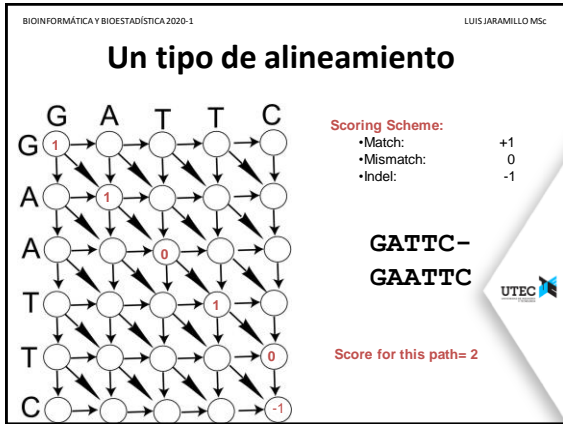 BIOINFORMÁTICA Y BIOESTADÍSTICA 2020-1
LUIS JARAMILLO MSc
Un tipo de alineamiento
G A T T C
G 1
A 1
A 0
T 1
T 0
C -1
Scoring Scheme:
•Match: +1
•Mismatch: 0
•Indel: -1
GATTC-
GAATTC
UTEC
Score for this path= 2